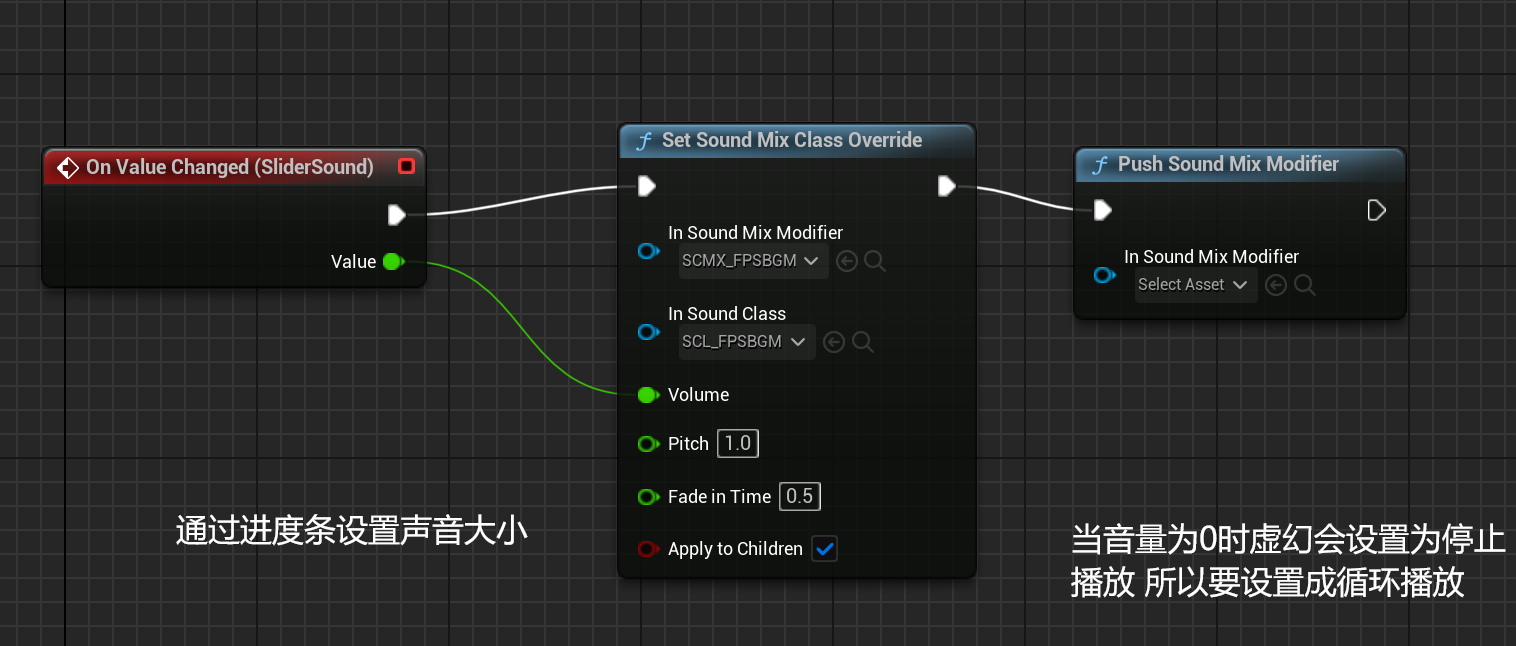 On Value Changed (SliderSound)
Value
Set Sound Mix Class Override
In Sound Mix Modifier
SCMX_FPSBGM
In Sound Class
SCL_FPSBGM
Volume
Pitch 1.0
Fade in Time 0.5
Apply to Children
Push Sound Mix Modifier
In Sound Mix Modifier
Select Asset
通过进度条设置声音大小
当音量为0时虚幻会设置为停止
播放 所以要设置成循环播放